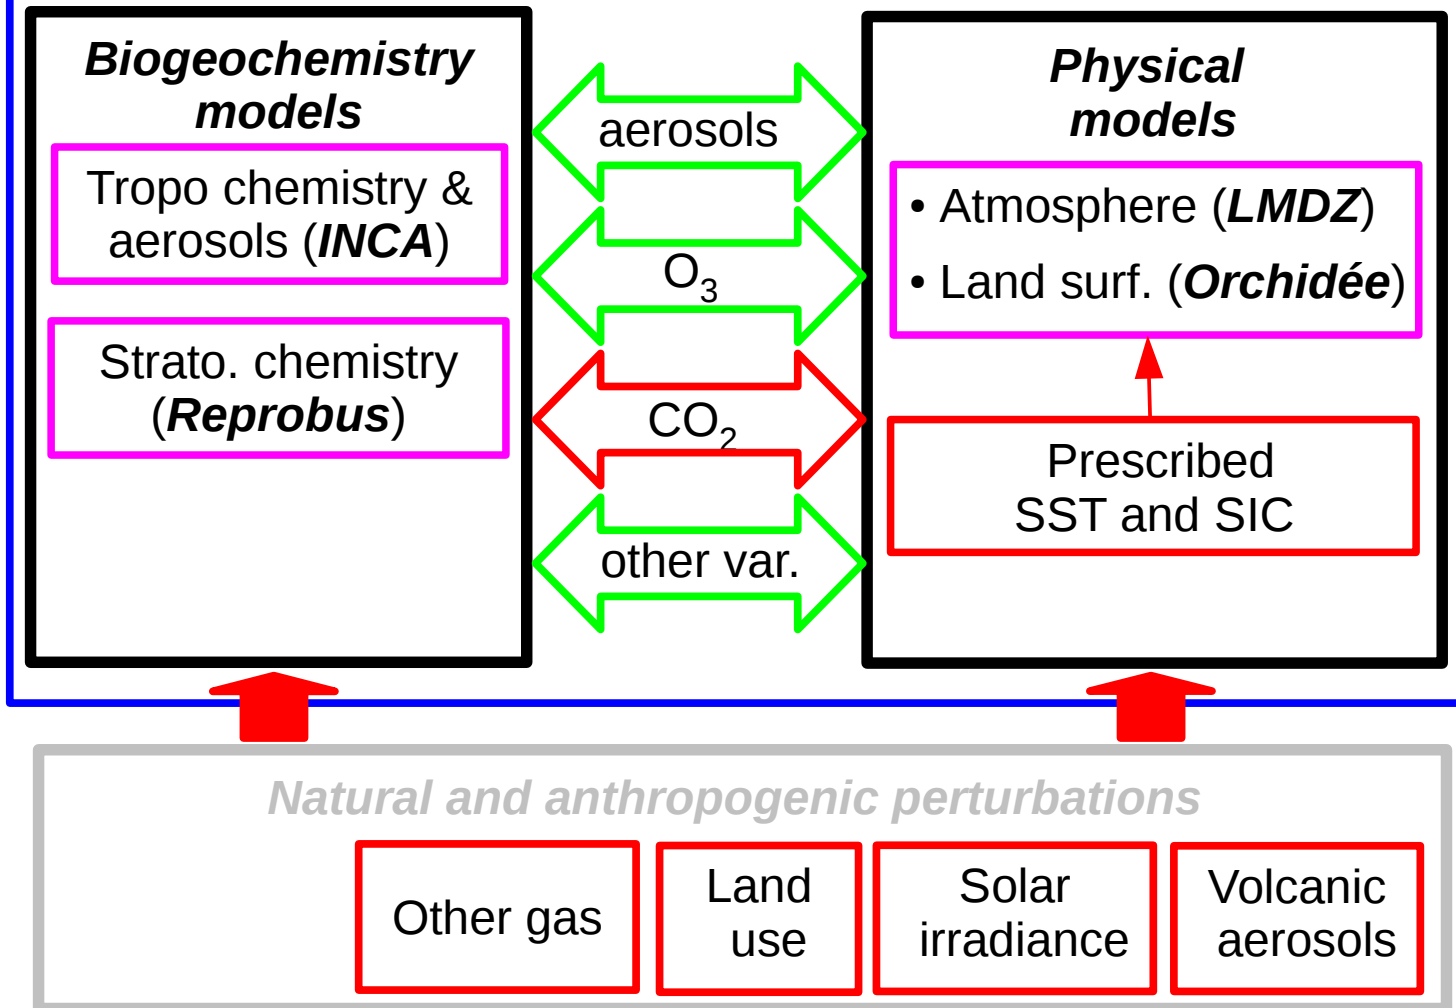 Biogeochemistry
models
Tropo chemistry &
aerosols (INCA)
Strato. chemistry
(Reprobus)
aerosols
O3
CO2
other var.
Physical
models
• Atmosphere (LMDZ)
• Land surf. (Orchidée)
Prescribed
SST and SIC
Natural and anthropogenic perturbations
Other gas
Land
use
Solar
irradiance
Volcanic
aerosols